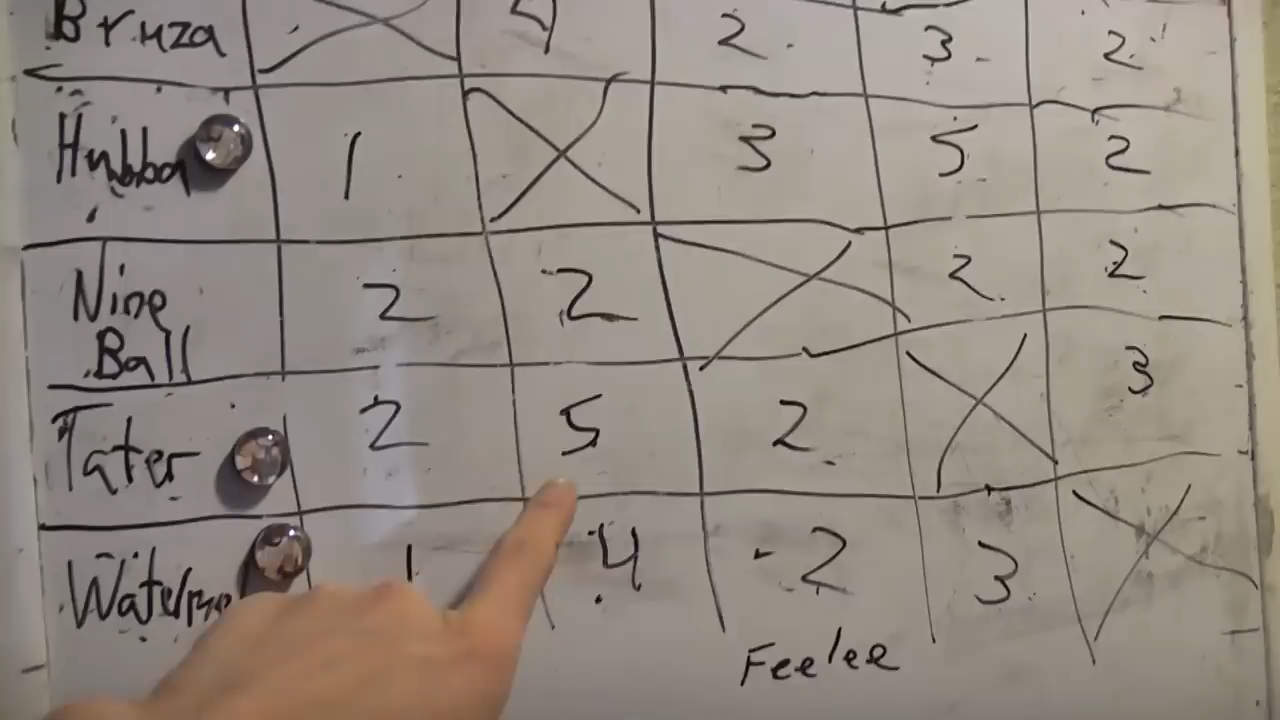 Bruza 4 2 3 2
Hubba 1 3 5 2
Nine Ball 2 2 2 2
Tater 2 5 2 3
1 4 2 3
Feelee